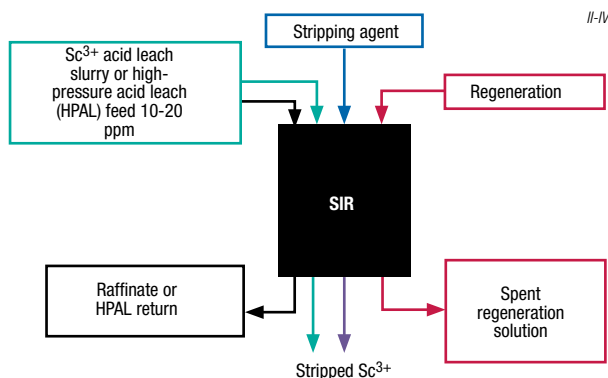 II-IV
Stripping agent
Sc³⁺ acid leach
slurry or high-
pressure acid leach
(HPAL) feed 10-20
ppm
Regeneration
SIR
Raffinate or
HPAL return
Spent
regeneration
solution
Stripped Sc³⁺